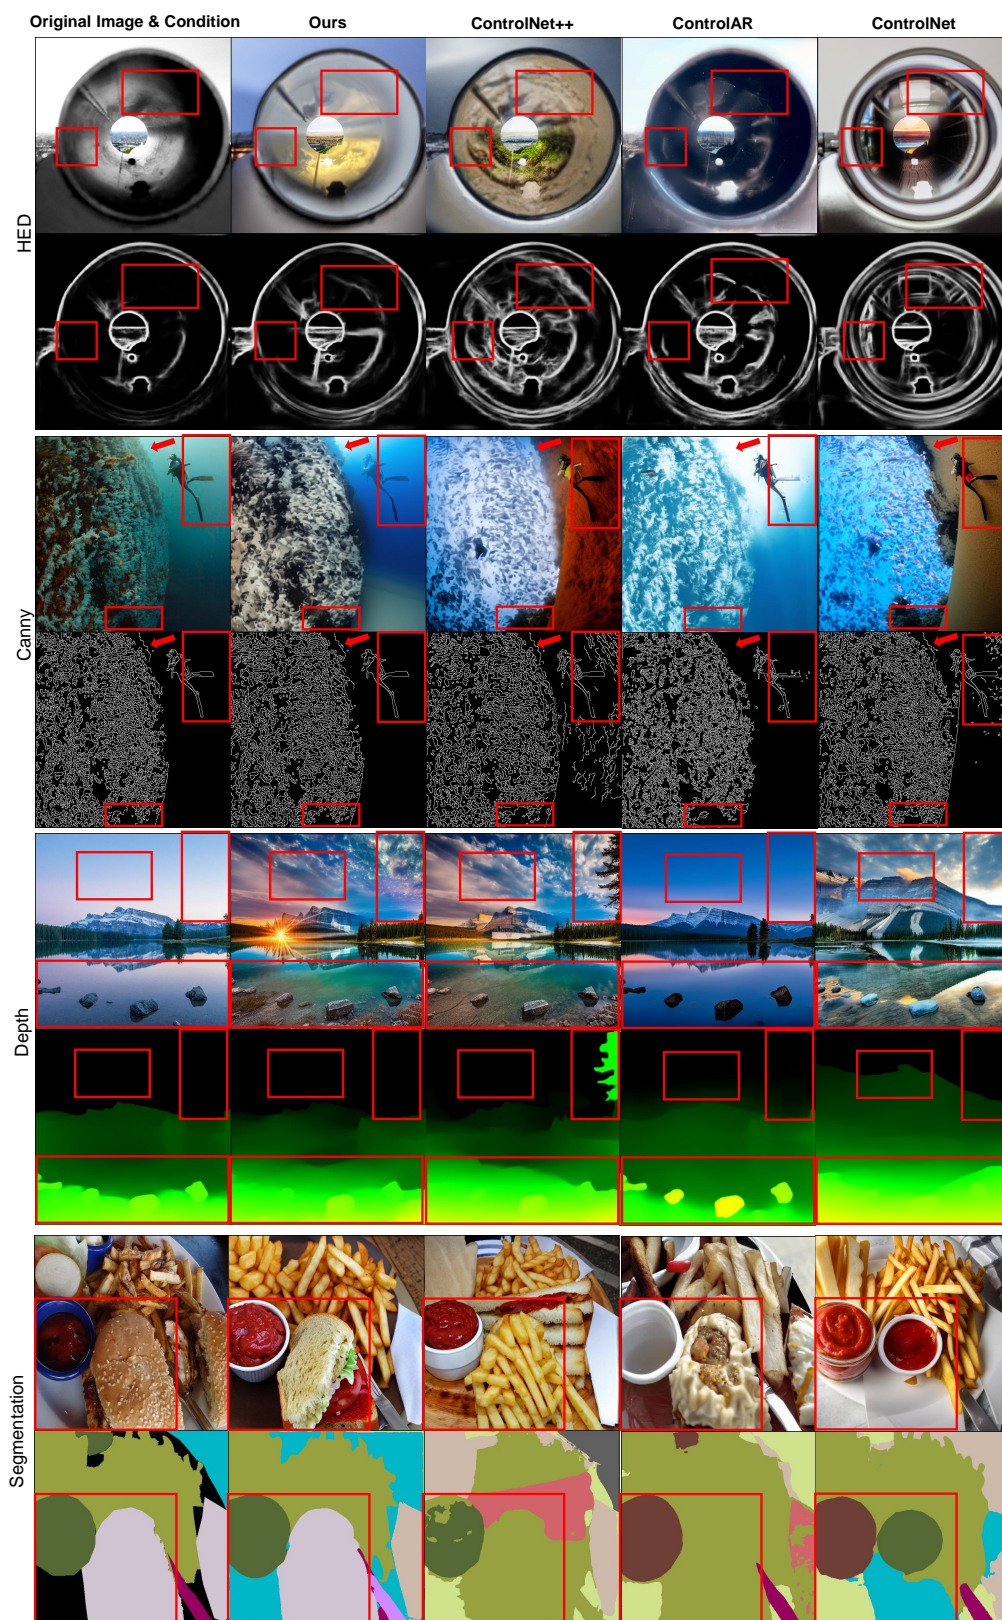 Original Image & Condition Ours ControlNet++ ControlAR ControlNet
HED
Canny
Depth
Segmentation